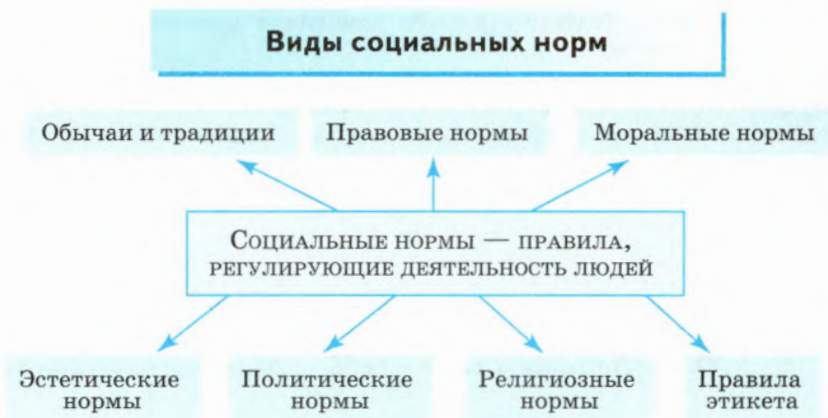 Виды социальных норм
Обычаи и традиции
Правовые нормы
Моральные нормы
Социальные нормы — правила,
регулирующие деятельность людей
Эстетические
нормы
Политические
нормы
Религиозные
нормы
Правила
этикета